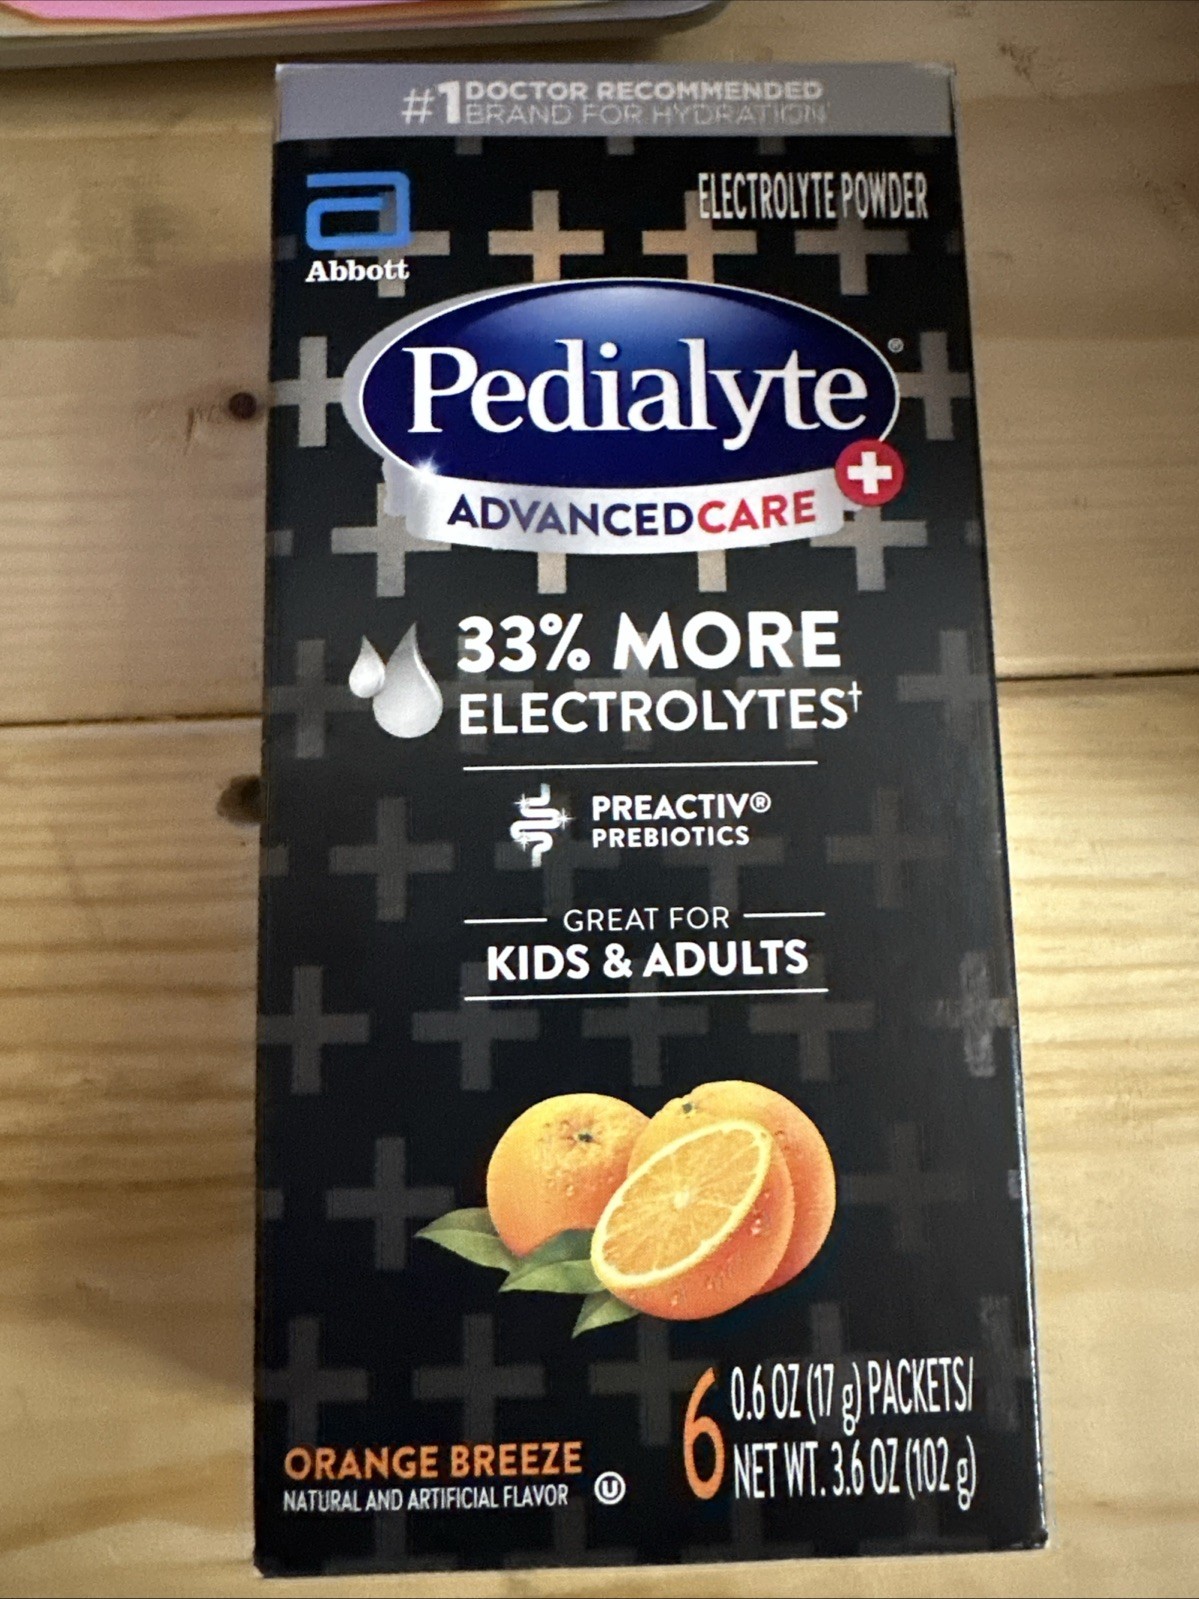 #1 DOCTOR RECOMMENDED
BRAND FOR HYDRATION
Abbott
ELECTROLYTE POWDER
Pedialyte®
ADVANCEDCARE
33% MORE
ELECTROLYTES†
PREACTIV®
PREBIOTICS
GREAT FOR
KIDS & ADULTS
ORANGE BREEZE
NATURAL AND ARTIFICIAL FLAVOR
U
6 0.6 OZ (17 g) PACKETS/
NET WT. 3.6 OZ (102 g)